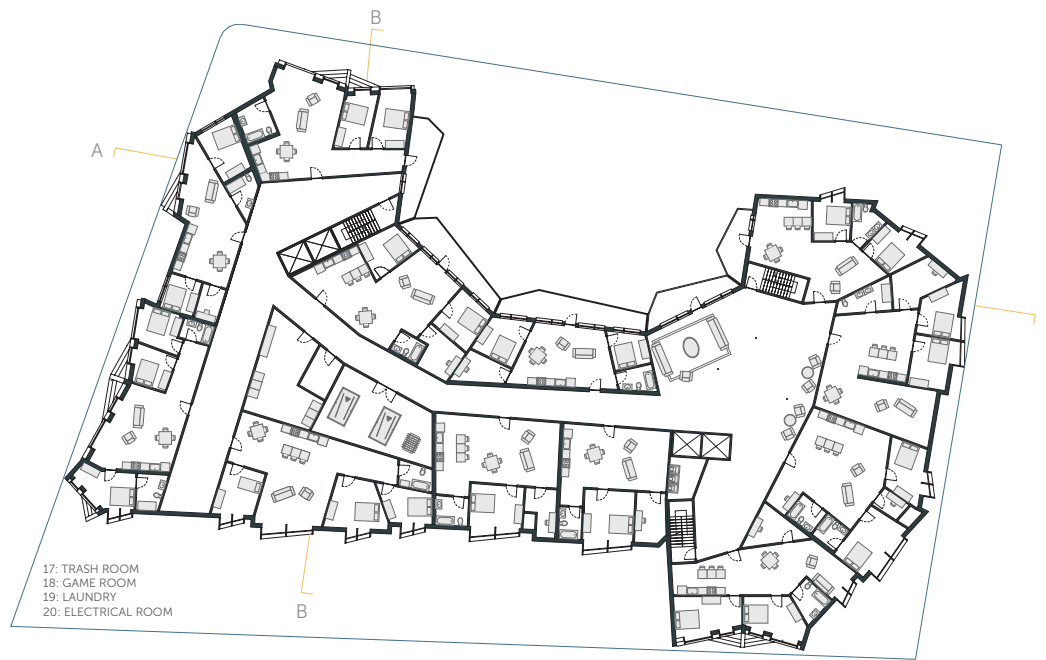 B
A
17: TRASH ROOM
18: GAME ROOM
19: LAUNDRY
20: ELECTRICAL ROOM
B